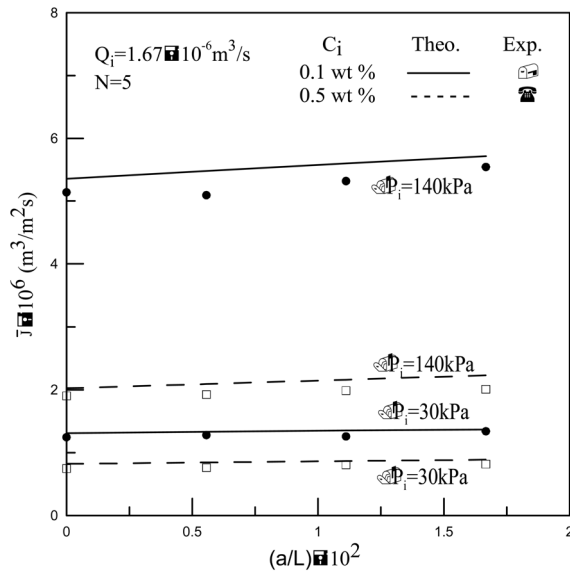 8
6
4
2
0
J̄ 10⁶ (m³/m²s)
Qᵢ=1.67 10⁻⁶m³/s
N=5
Cᵢ Theo. Exp.
0.1 wt %
0.5 wt %
Pᵢ=140kPa
Pᵢ=140kPa
Pᵢ=30kPa
Pᵢ=30kPa
0 0.5 1 1.5 2
(a/L) 10²